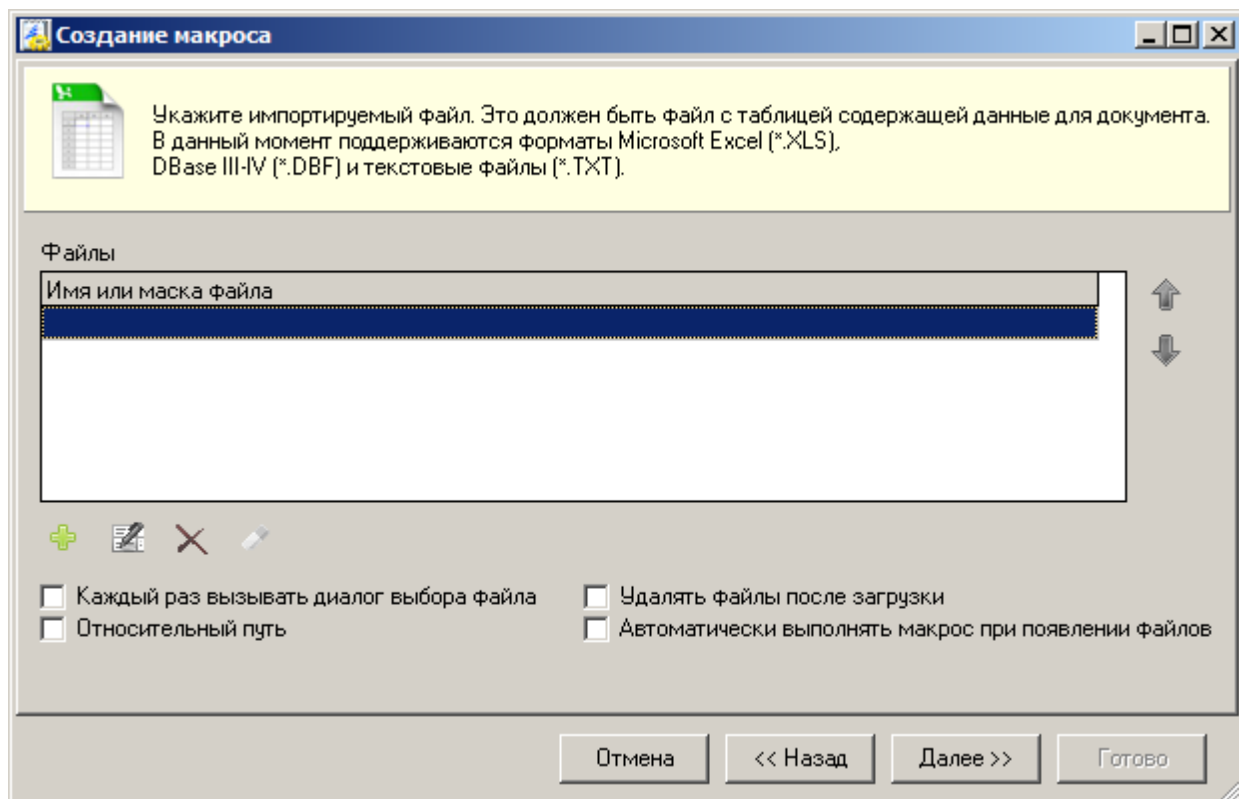 Создание макроса
Укажите импортируемый файл. Это должен быть файл с таблицей содержащей данные для документа.
В данный момент поддерживаются форматы Microsoft Excel (*.XLS),
DBase III-IV (*.DBF) и текстовые файлы (*.TXT).
Файлы
Имя или маска файла
Каждый раз вызывать диалог выбора файла
Удалять файлы после загрузки
Относительный путь
Автоматически выполнять макрос при появлении файлов
Отмена
<< Назад
Далее >>
Готово